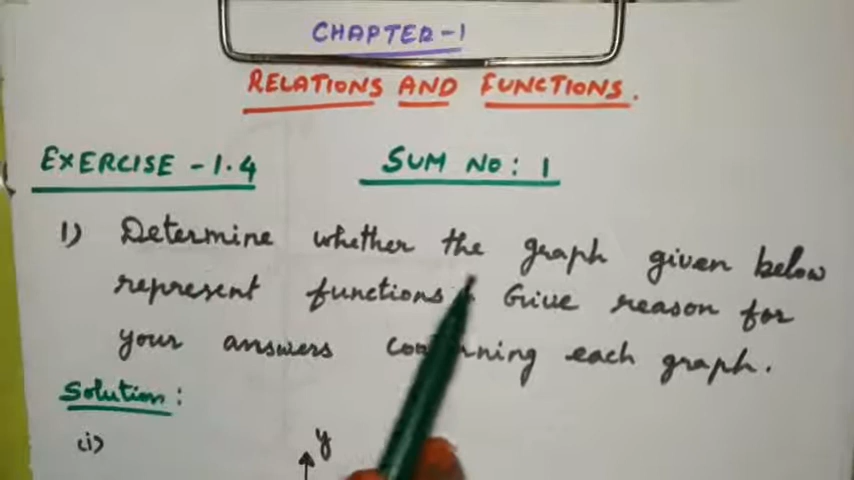 CHAPTER-1
RELATIONS AND FUNCTIONS.
EXERCISE -1.4 SUM NO: 1
1) Determine whether the graph given below
represent functions. Give reason for
your answers concerning each graph.
Solution:
(i)
y